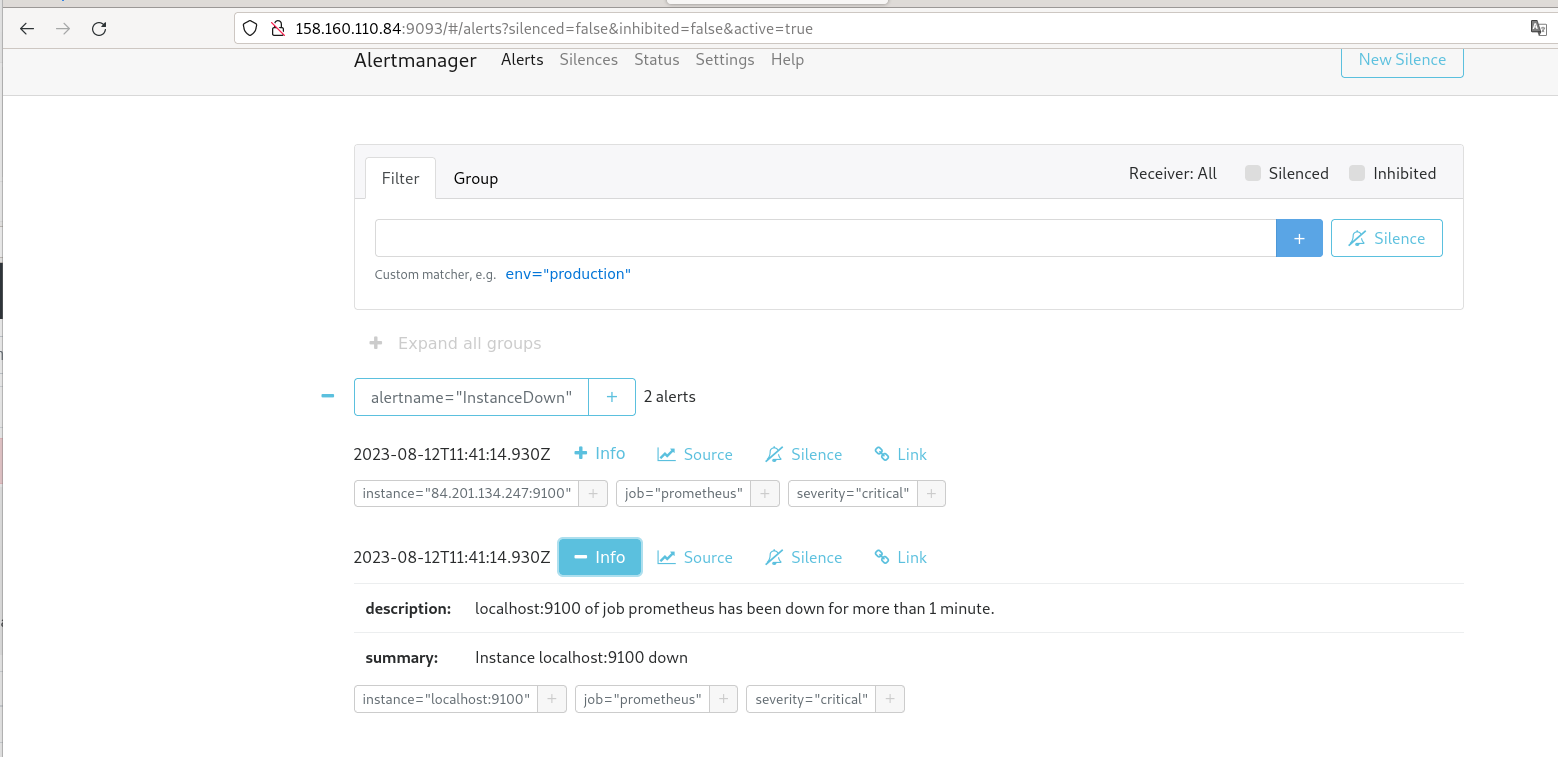 158.160.110.84:9093/#/alerts?silenced=false&inhibited=false&active=true
Alertmanager Alerts Silences Status Settings Help New Silence
Filter Group Receiver: All Silenced Inhibited
+ Silence
Custom matcher, e.g. env="production"
+ Expand all groups
− alertname="InstanceDown" + 2 alerts
2023-08-12T11:41:14.930Z + Info Source Silence Link
instance="84.201.134.247:9100" + job="prometheus" + severity="critical" +
2023-08-12T11:41:14.930Z − Info Source Silence Link
description: localhost:9100 of job prometheus has been down for more than 1 minute.
summary: Instance localhost:9100 down
instance="localhost:9100" + job="prometheus" + severity="critical" +